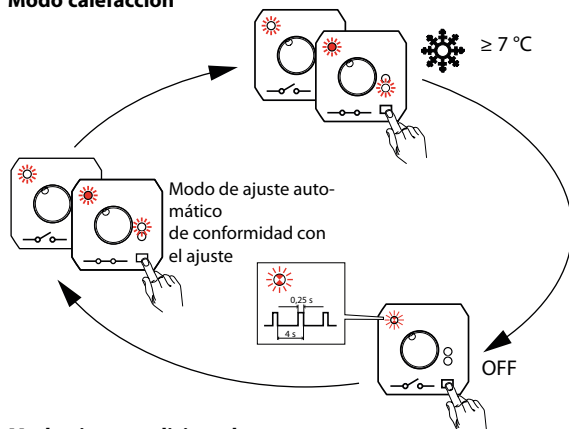 Modo calefacción
≥ 7 °C
Modo de ajuste auto-
mático
de conformidad con
el ajuste
0,25 s
4 s
OFF